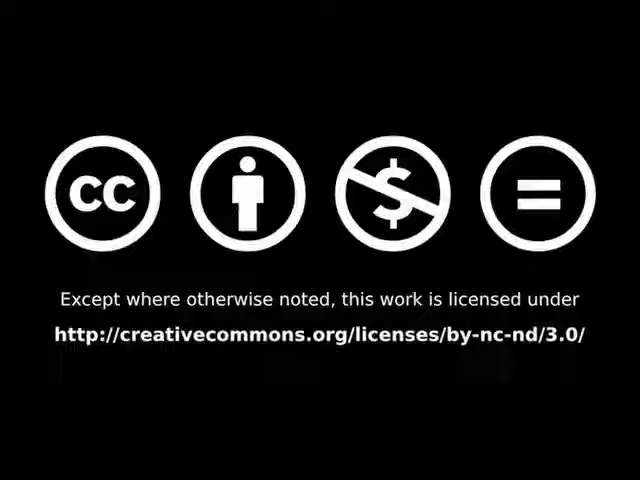 cc
Except where otherwise noted, this work is licensed under
http://creativecommons.org/licenses/by-nc-nd/3.0/